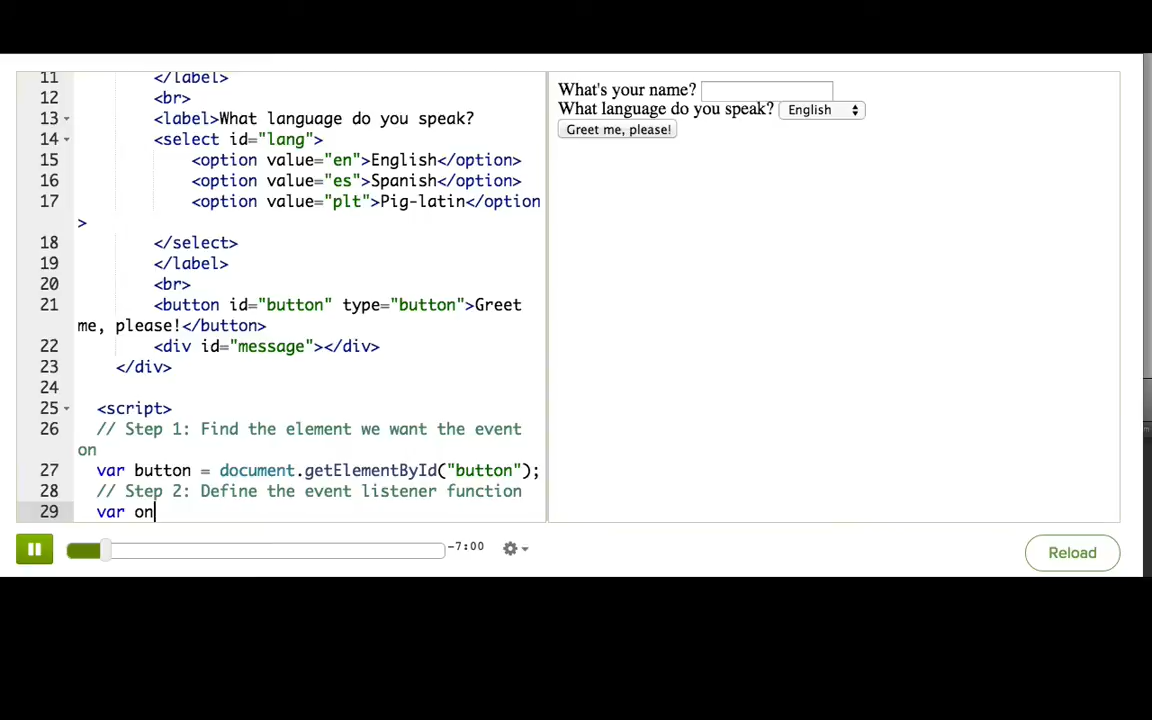 11 </label>
12 <br>
13 <label>What language do you speak?
14 <select id="lang">
15 <option value="en">English</option>
16 <option value="es">Spanish</option>
17 <option value="plt">Pig-latin</option
>
18 </select>
19 </label>
20 <br>
21 <button id="button" type="button">Greet
me, please!</button>
22 <div id="message"></div>
23 </div>
24
25 <script>
26 // Step 1: Find the element we want the event
on
27 var button = document.getElementById("button");
28 // Step 2: Define the event listener function
29 var on
What's your name?
What language do you speak? English
Greet me, please!
-7:00
Reload